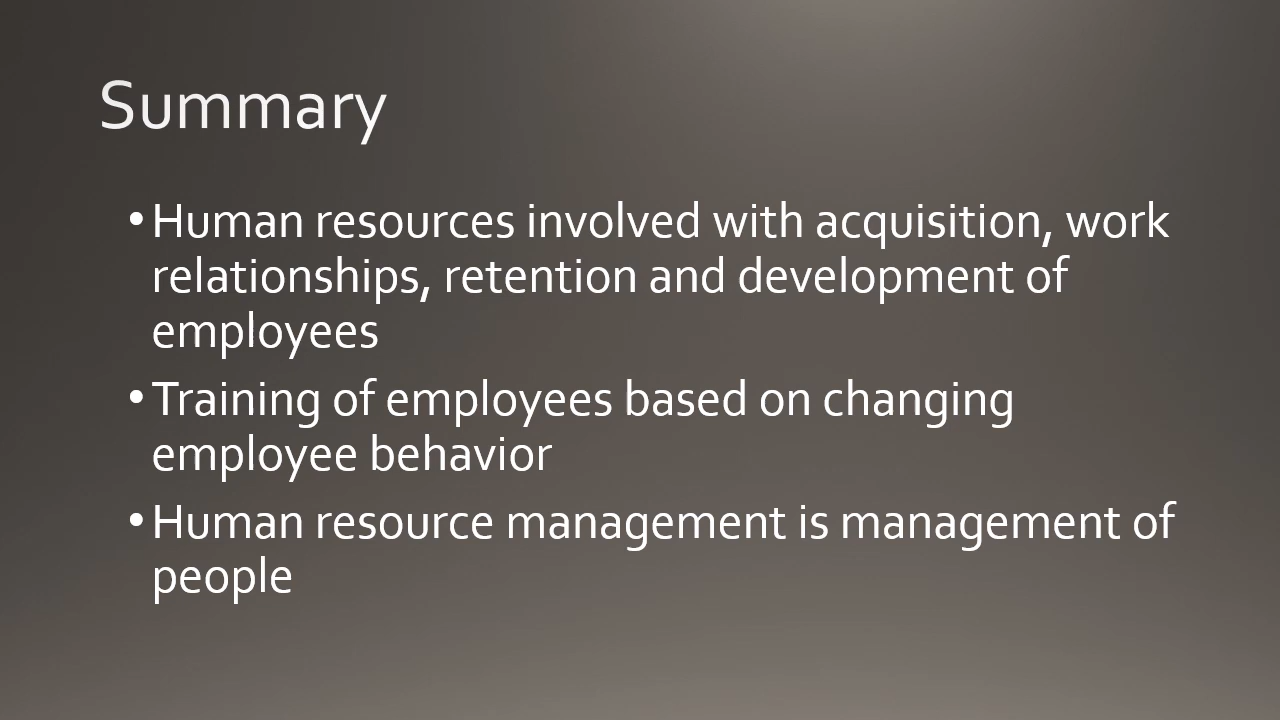 Summary
• Human resources involved with acquisition, work
relationships, retention and development of
employees
• Training of employees based on changing
employee behavior
• Human resource management is management of
people